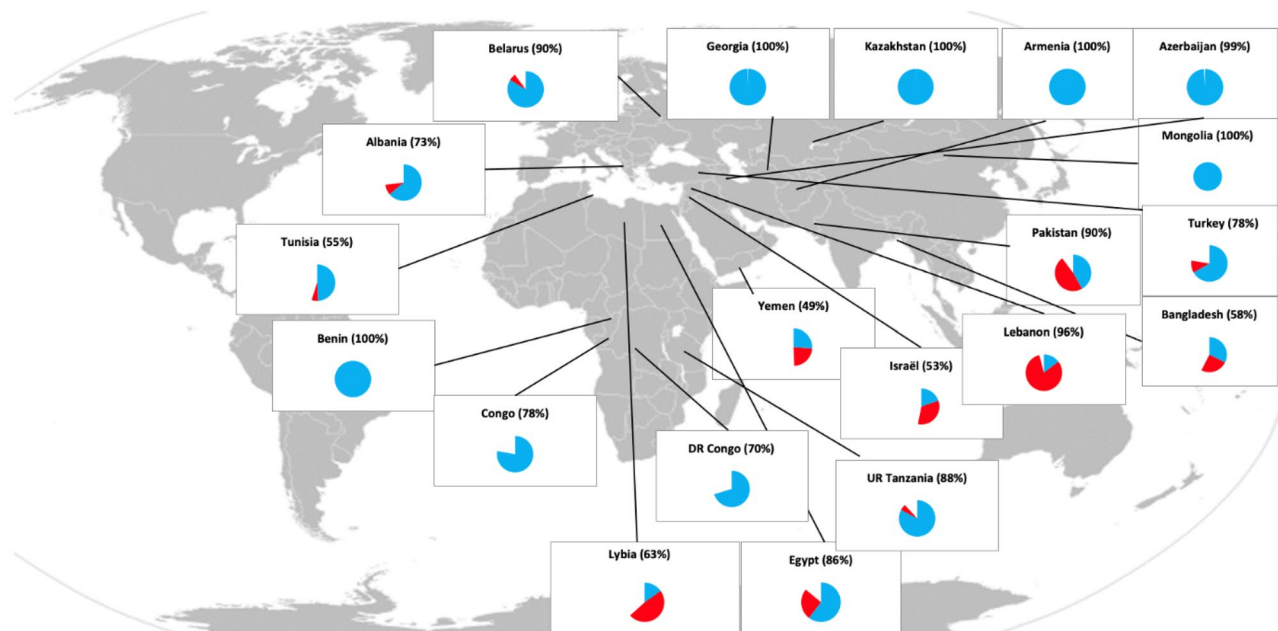 Belarus (90%)
Georgia (100%)
Kazakhstan (100%)
Armenia (100%)
Azerbaijan (99%)
Albania (73%)
Mongolia (100%)
Tunisia (55%)
Pakistan (90%)
Turkey (78%)
Yemen (49%)
Benin (100%)
Lebanon (96%)
Bangladesh (58%)
Israël (53%)
Congo (78%)
DR Congo (70%)
UR Tanzania (88%)
Lybia (63%)
Egypt (86%)